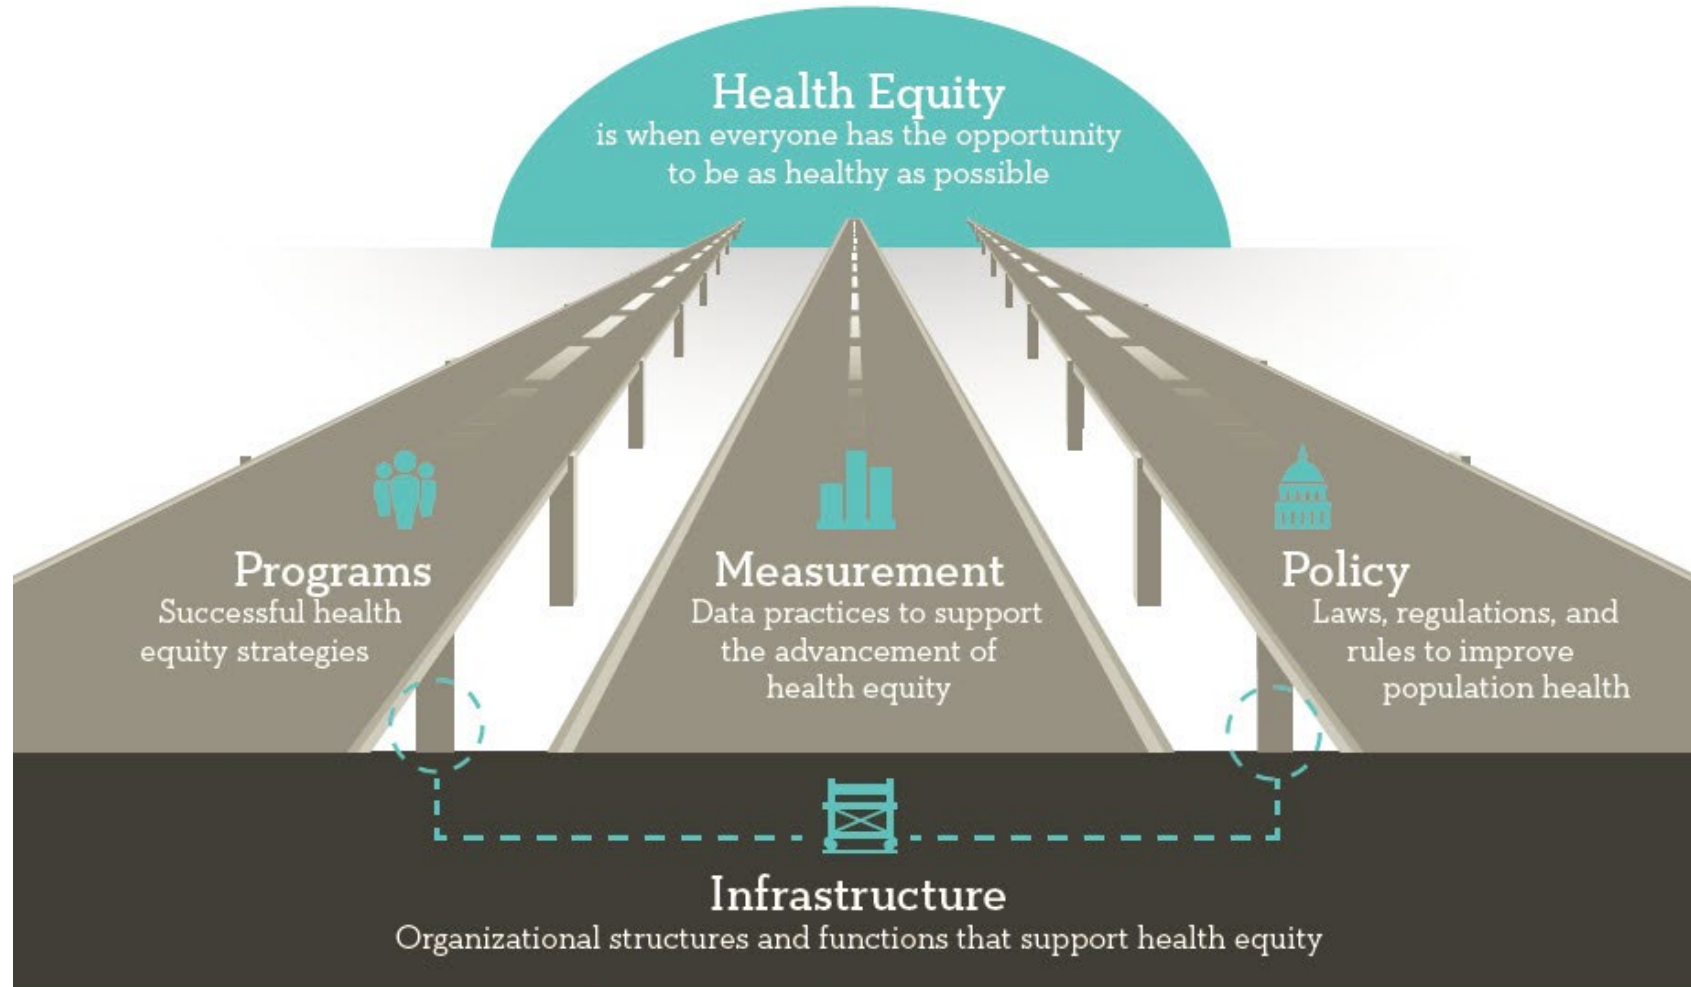 Health Equity
is when everyone has the opportunity
to be as healthy as possible
Programs
Successful health
equity strategies
Measurement
Data practices to support
the advancement of
health equity
Policy
Laws, regulations, and
rules to improve
population health
Infrastructure
Organizational structures and functions that support health equity